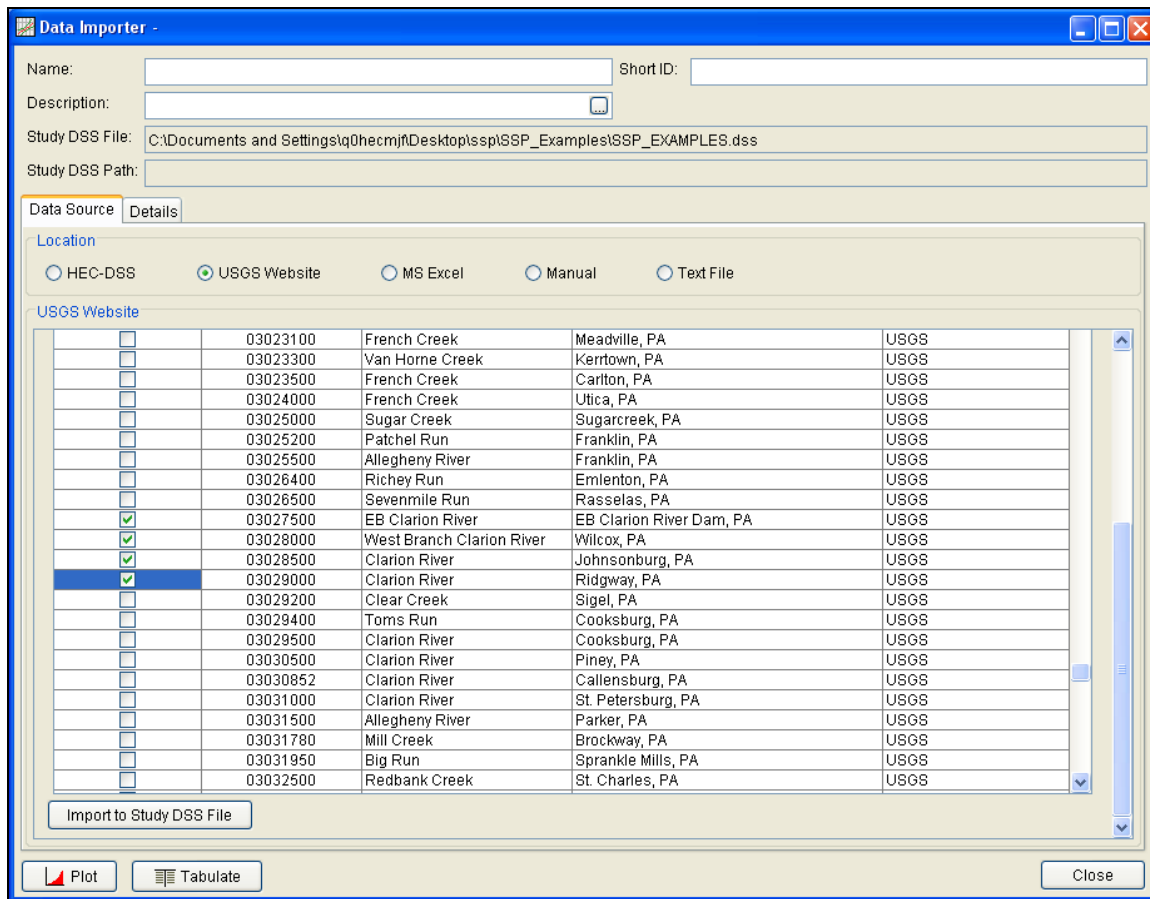 Data Importer -
Name: Short ID:
Description: ...
Study DSS File: C:\Documents and Settings\q0hecmjf\Desktop\ssp\SSP_Examples\SSP_EXAMPLES.dss
Study DSS Path:
Data Source Details
Location
HEC-DSS USGS Website MS Excel Manual Text File
USGS Website
03023100 French Creek Meadville, PA USGS
03023300 Van Horne Creek Kerrtown, PA USGS
03023500 French Creek Carlton, PA USGS
03024000 French Creek Utica, PA USGS
03025000 Sugar Creek Sugarcreek, PA USGS
03025200 Patchel Run Franklin, PA USGS
03025500 Allegheny River Franklin, PA USGS
03026400 Richey Run Emlenton, PA USGS
03026500 Sevenmile Run Rasselas, PA USGS
03027500 EB Clarion River EB Clarion River Dam, PA USGS
03028000 West Branch Clarion River Wilcox, PA USGS
03028500 Clarion River Johnsonburg, PA USGS
03029000 Clarion River Ridgway, PA USGS
03029200 Clear Creek Sigel, PA USGS
03029400 Toms Run Cooksburg, PA USGS
03029500 Clarion River Cooksburg, PA USGS
03030500 Clarion River Piney, PA USGS
03030852 Clarion River Callensburg, PA USGS
03031000 Clarion River St. Petersburg, PA USGS
03031500 Allegheny River Parker, PA USGS
03031780 Mill Creek Brockway, PA USGS
03031950 Big Run Sprankle Mills, PA USGS
03032500 Redbank Creek St. Charles, PA USGS
Import to Study DSS File
Plot Tabulate Close